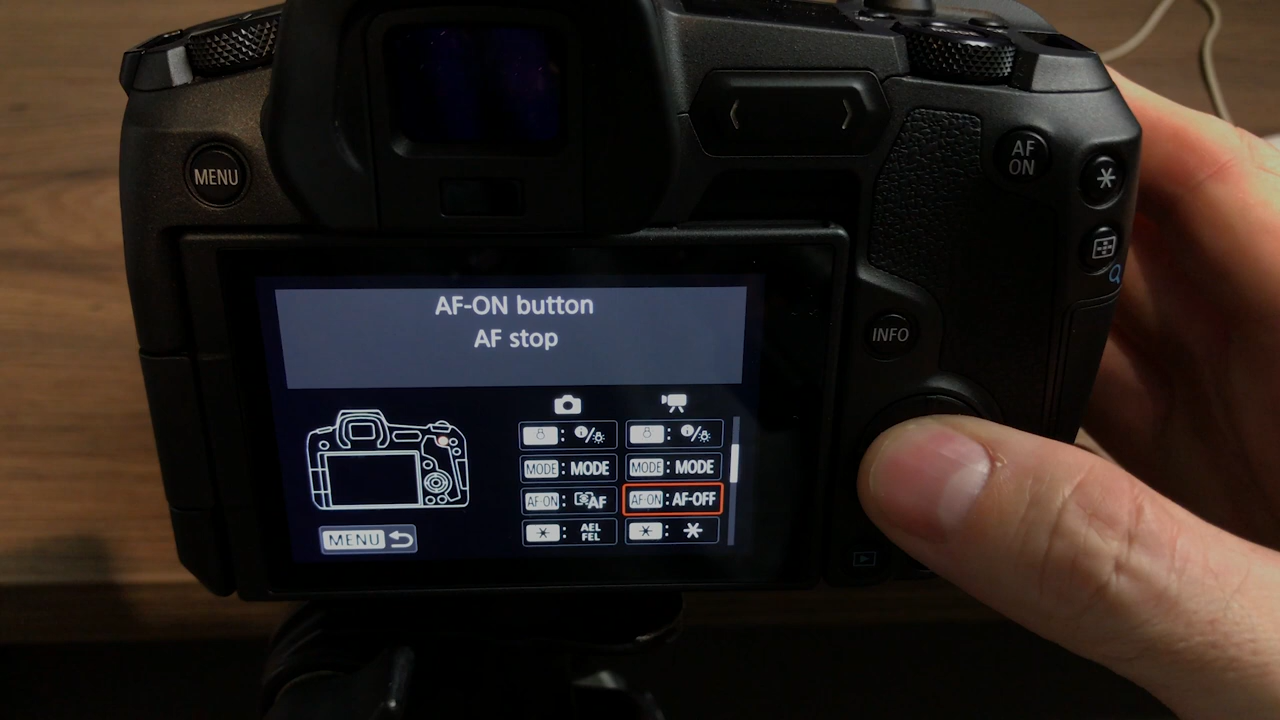 MENU
AF
ON
INFO
AF-ON button
AF stop
MODE : MODE
MODE : MODE
AF-ON : AF
AF-ON : AF-OFF
* : AEL
FEL
* : *
MENU